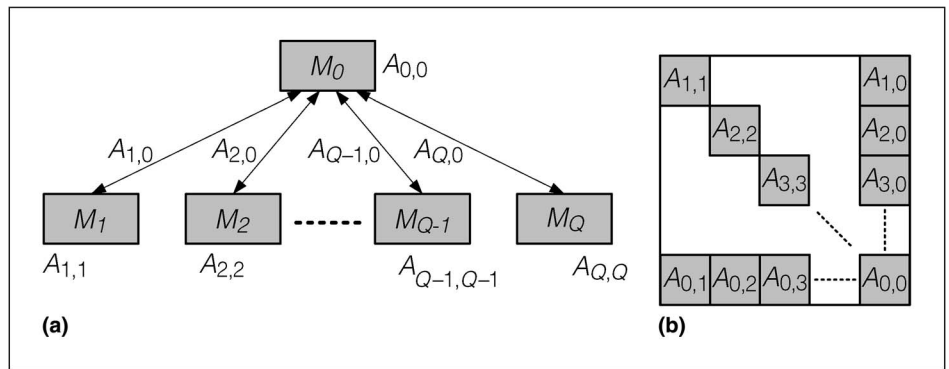 M0 A0,0
A1,0 A2,0 AQ–1,0 AQ,0
M1 M2 MQ-1 MQ
A1,1 A2,2 AQ–1,Q–1 AQ,Q
(a)
A1,1 A1,0
A2,2 A2,0
A3,3 A3,0
A0,1 A0,2 A0,3 A0,0
(b)